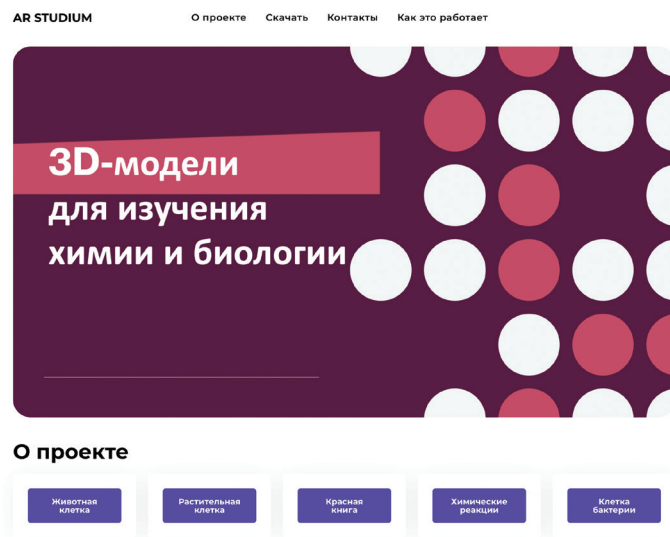 AR STUDIUM
О проекте Скачать Контакты Как это работает
3D-модели
для изучения
химии и биологии
О проекте
Животная
клетка
Растительная
клетка
Красная
книга
Химические
реакции
Клетка
бактерии